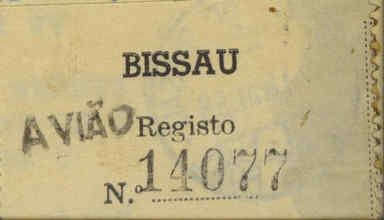 BISSAU
AVIÃO Registo
N.º 14077